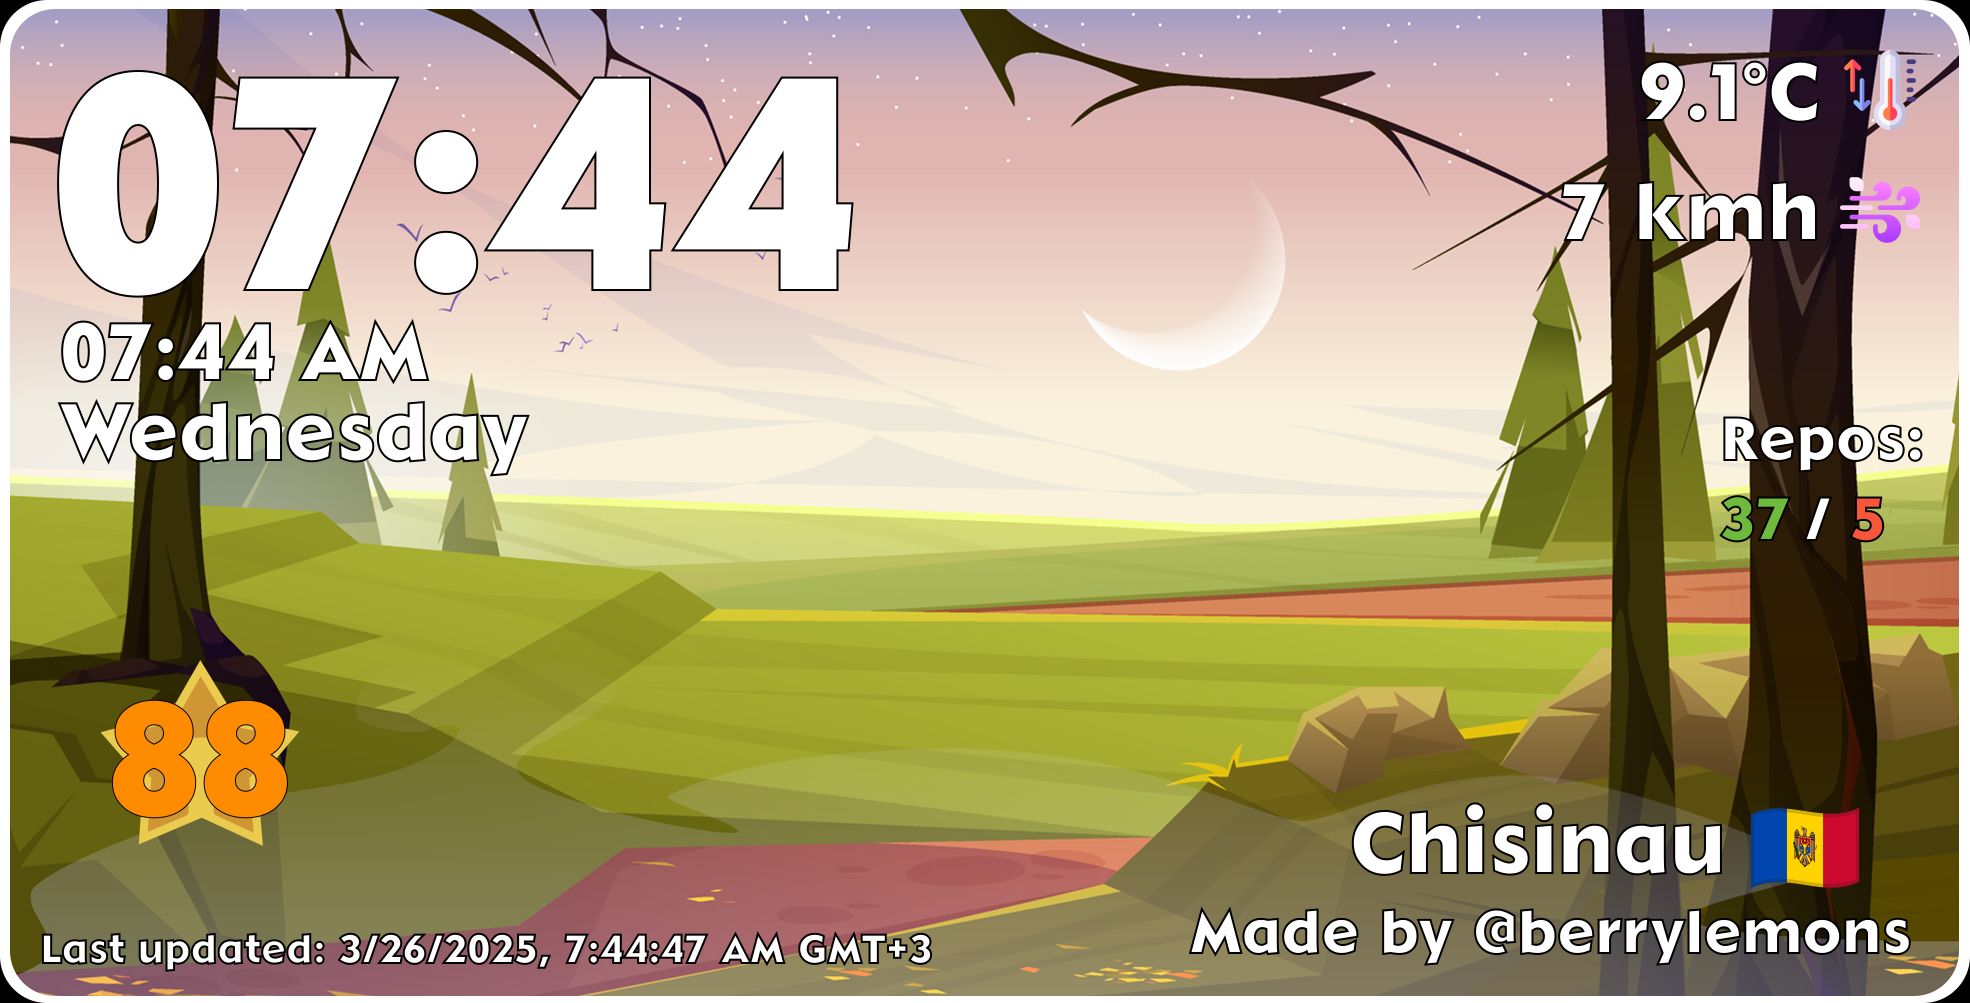 07:44
07:44 AM
Wednesday
9.1°C
7 kmh
Repos:
37 / 5
88
Chisinau
Made by @berrylemons
Last updated: 3/26/2025, 7:44:47 AM GMT+3